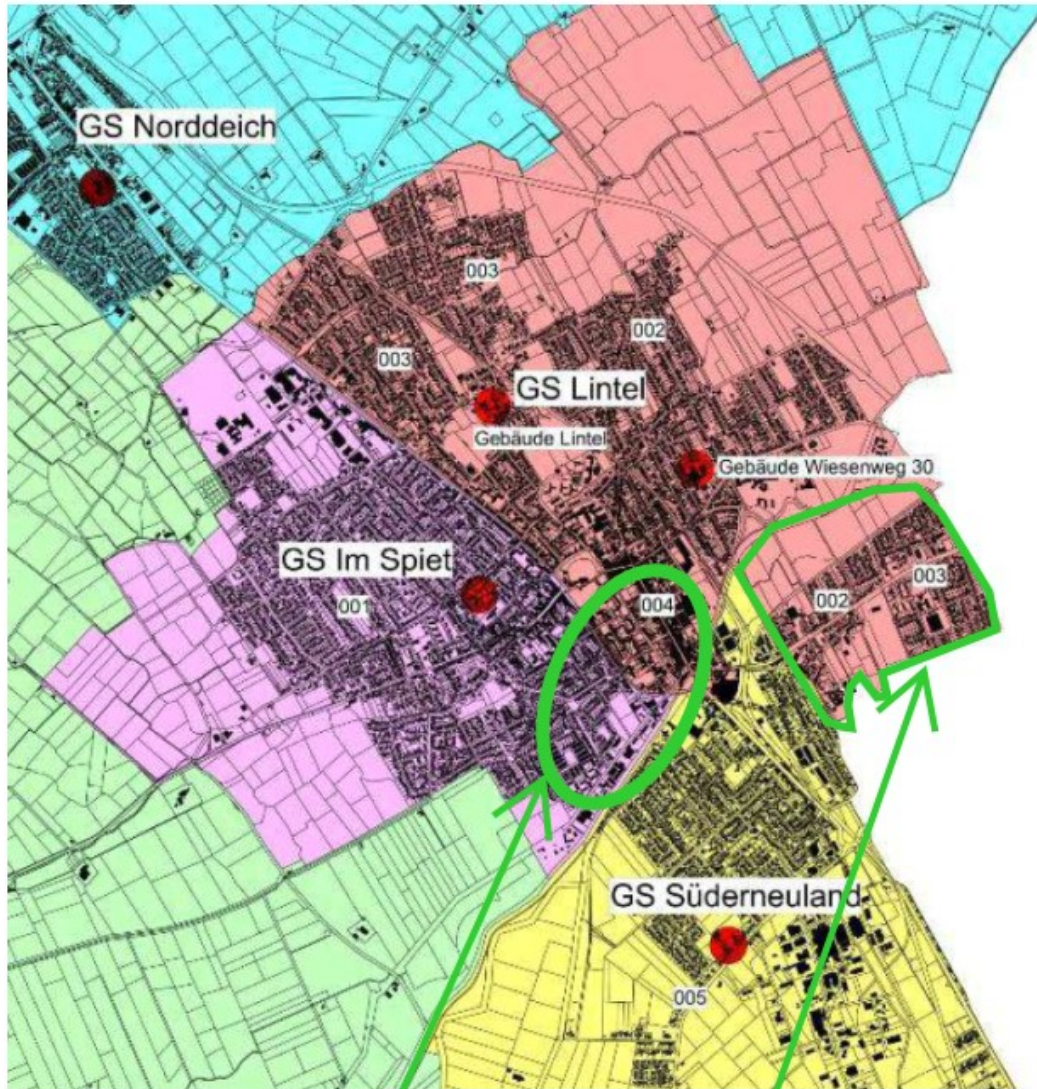 GS Norddeich
003
002
003
GS Lintel
Gebäude Lintel
Gebäude Wiesenweg 30
GS Im Spiet
001
004
002
003
GS Süderneuland
005